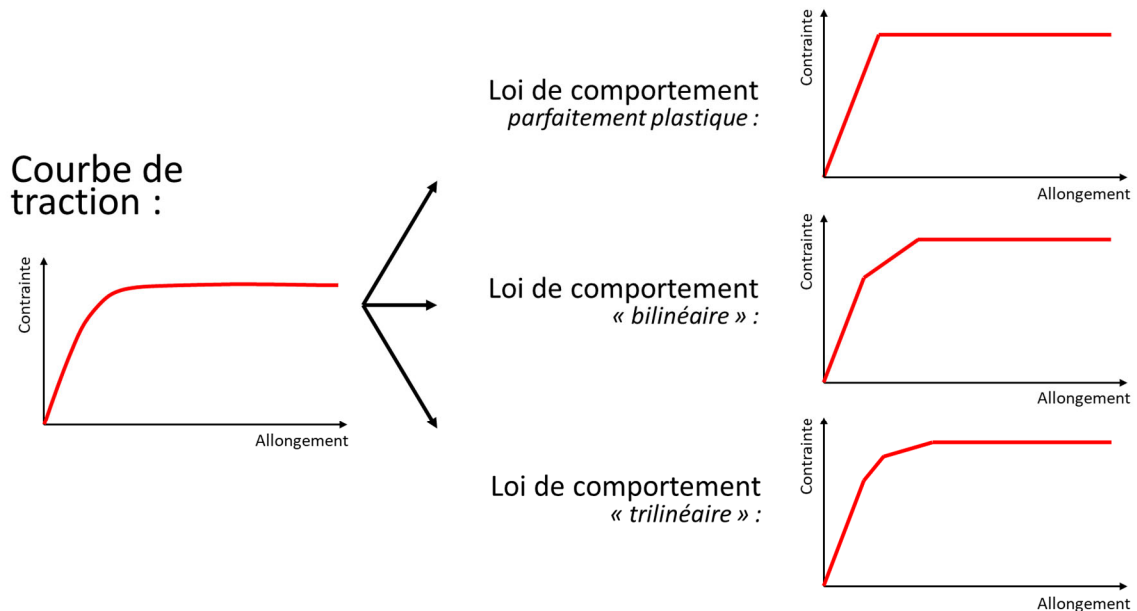 Courbe de
traction :
Contrainte
Allongement
Loi de comportement
parfaitement plastique :
Contrainte
Allongement
Loi de comportement
« bilinéaire » :
Contrainte
Allongement
Loi de comportement
« trilinéaire » :
Contrainte
Allongement